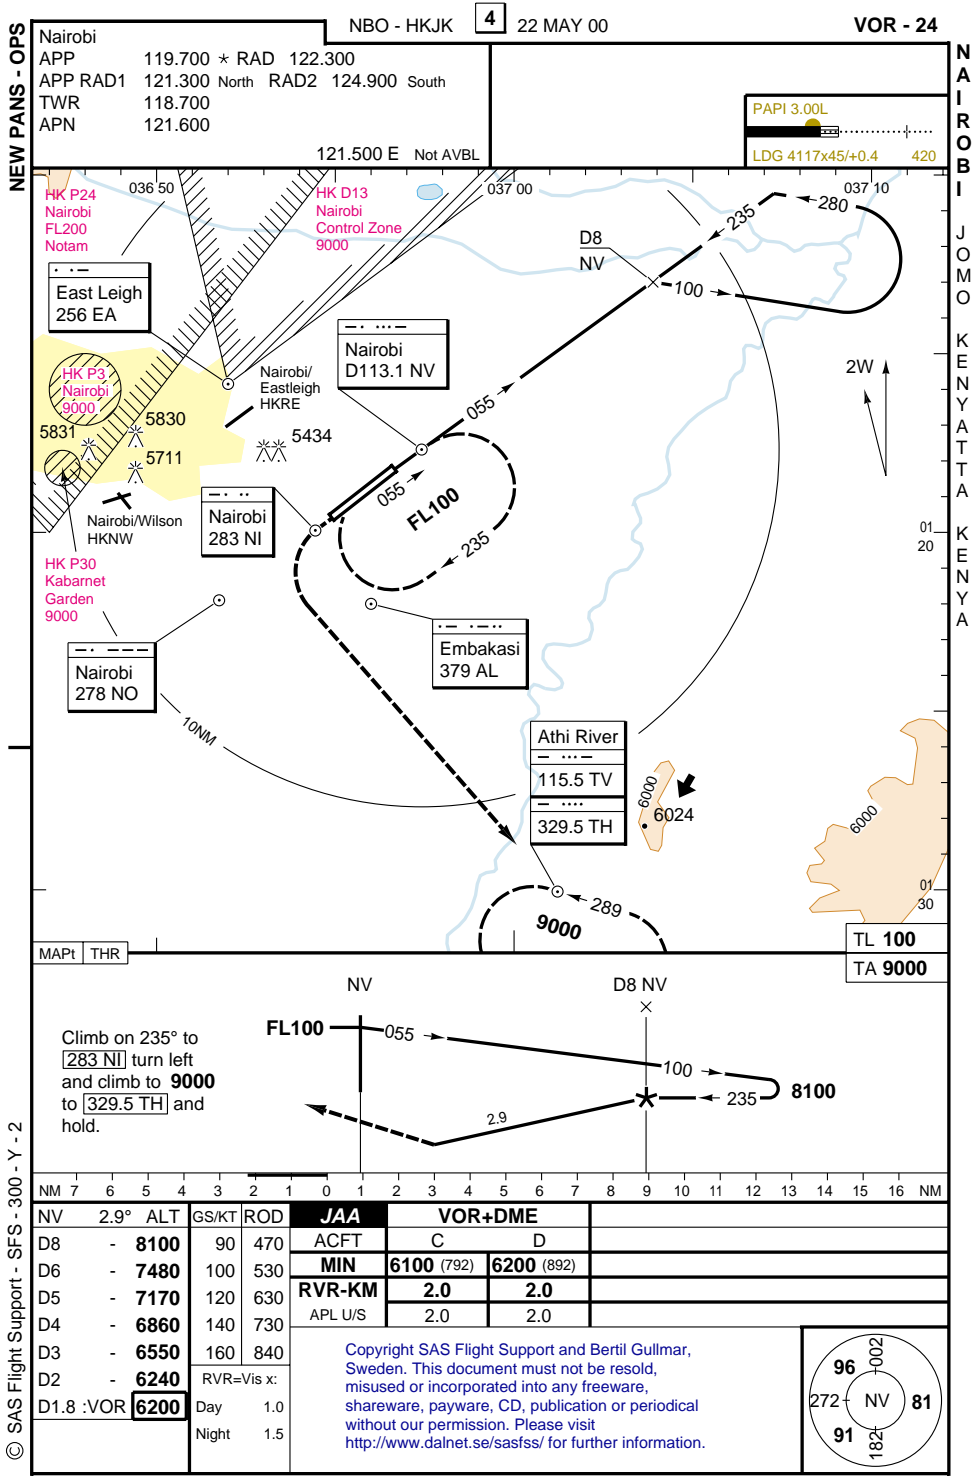 NEW PANS - OPS
NBO - HKJK 4 22 MAY 00 VOR - 24
NAIROBI JOMO KENYATTA KENYA
Nairobi
APP 119.700 * RAD 122.300
APP RAD1 121.300 North RAD2 124.900 South
TWR 118.700
APN 121.600
121.500 E Not AVBL
PAPI 3.00L
LDG 4117x45/+0.4 420
036 50
037 00
037 10
HK P24
Nairobi
FL200
Notam
HK D13
Nairobi
Control Zone
9000
East Leigh
256 EA
D8
NV
235
280
100
Nairobi
D113.1 NV
Nairobi/
Eastleigh
HKRE
2W
HK P3
Nairobi
9000
5831
5830
5711
5434
055
055
FL100
235
Nairobi
283 NI
Nairobi/Wilson
HKNW
01
20
HK P30
Kabarnet
Garden
9000
Embakasi
379 AL
Nairobi
278 NO
10NM
Athi River
115.5 TV
329.5 TH
6000
6024
6000
01
30
289
9000
MAPt THR
TL 100
TA 9000
NV
D8 NV
Climb on 235° to
283 NI turn left
and climb to 9000
to 329.5 TH and
hold.
FL100
055
100
8100
235
2.9
NM 7 6 5 4 3 2 1 0 1 2 3 4 5 6 7 8 9 10 11 12 13 14 15 16 NM
NV 2.9° ALT GS/KT ROD JAA VOR+DME
D8 - 8100 90 470 ACFT C D
D6 - 7480 100 530 MIN 6100 (792) 6200 (892)
D5 - 7170 120 630 RVR-KM 2.0 2.0
D4 - 6860 140 730 APL U/S 2.0 2.0
D3 - 6550 160 840
D2 - 6240 RVR=Vis x:
D1.8 :VOR 6200 Day 1.0
Night 1.5
Copyright SAS Flight Support and Bertil Gullmar,
Sweden. This document must not be resold,
misused or incorporated into any freeware,
shareware, payware, CD, publication or periodical
without our permission. Please visit
http://www.dalnet.se/sasfss/ for further information.
96
002
272
NV
81
91
182
© SAS Flight Support - SFS - 300 - Y - 2